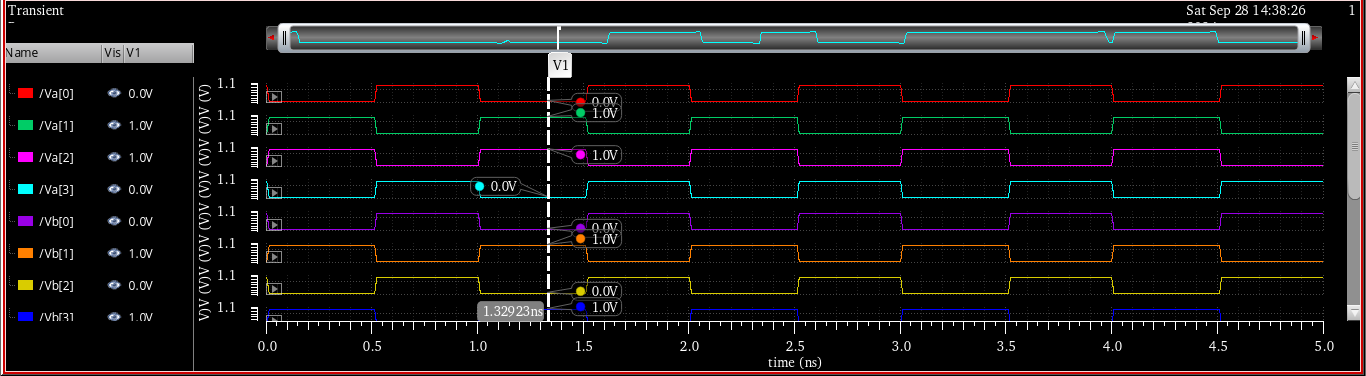 Transient
Sat Sep 28 14:38:26
1
Name Vis V1
V1
/Va[0] 0.0V
/Va[1] 1.0V
/Va[2] 1.0V
/Va[3] 0.0V
/Vb[0] 0.0V
/Vb[1] 1.0V
/Vb[2] 0.0V
/Vb[3] 1.0V
1.1
1.1
1.1
1.1
1.1
1.1
1.1
1.1
0.0V
1.0V
1.0V
0.0V
0.0V
1.0V
0.0V
1.0V
1.32923ns
0.0 0.5 1.0 1.5 2.0 2.5 3.0 3.5 4.0 4.5 5.0
time (ns)